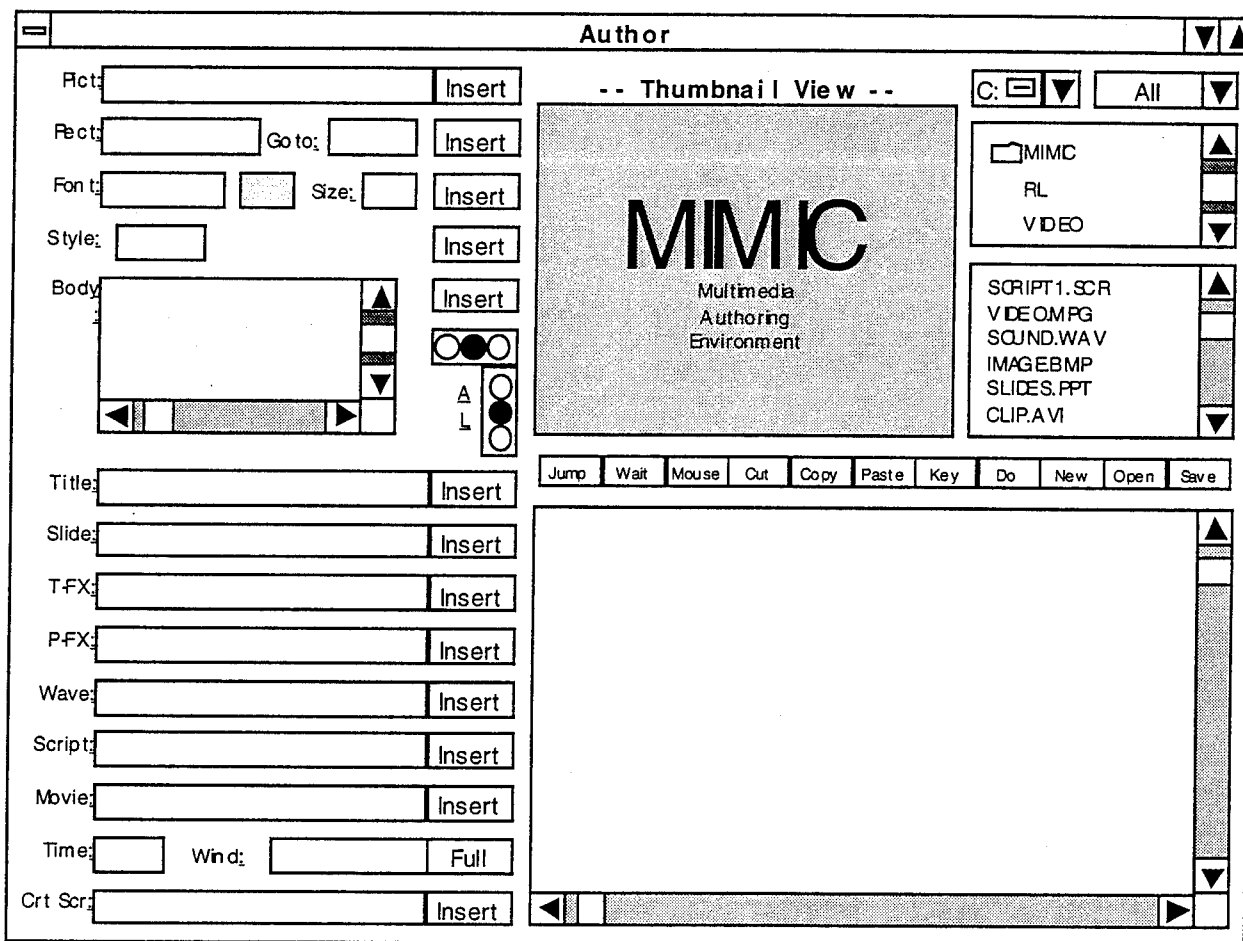 Author
Pict:
Insert
Rect:
Go to:
Insert
Font:
Size:
Insert
Style:
Insert
Body
:
Insert
A
L
Title:
Insert
Slide:
Insert
T-FX:
Insert
P-FX:
Insert
Wave:
Insert
Script:
Insert
Movie:
Insert
Time:
Wind:
Full
Crt Scr:
Insert
-- Thumbnail View --
MIMIC
Multimedia
Authoring
Environment
C:
All
MIMIC
RL
VIDEO
SCRIPT1.SCR
VIDEO.MPG
SOUND.WAV
IMAGE.BMP
SLIDES.PPT
CLIP.AVI
Jump Wait Mouse Cut Copy Paste Key Do New Open Save